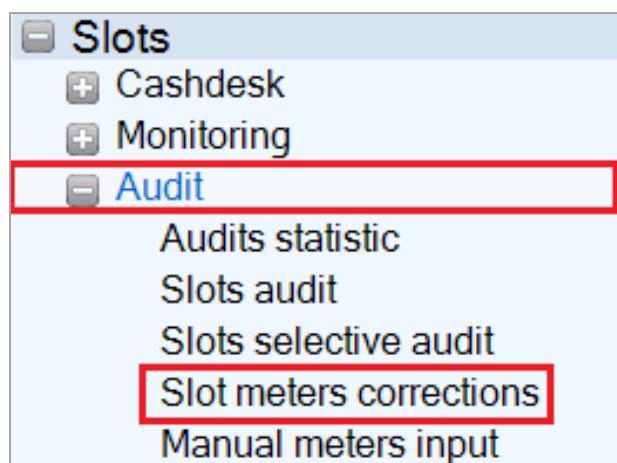 Slots
Cashdesk
Monitoring
Audit
Audits statistic
Slots audit
Slots selective audit
Slot meters corrections
Manual meters input